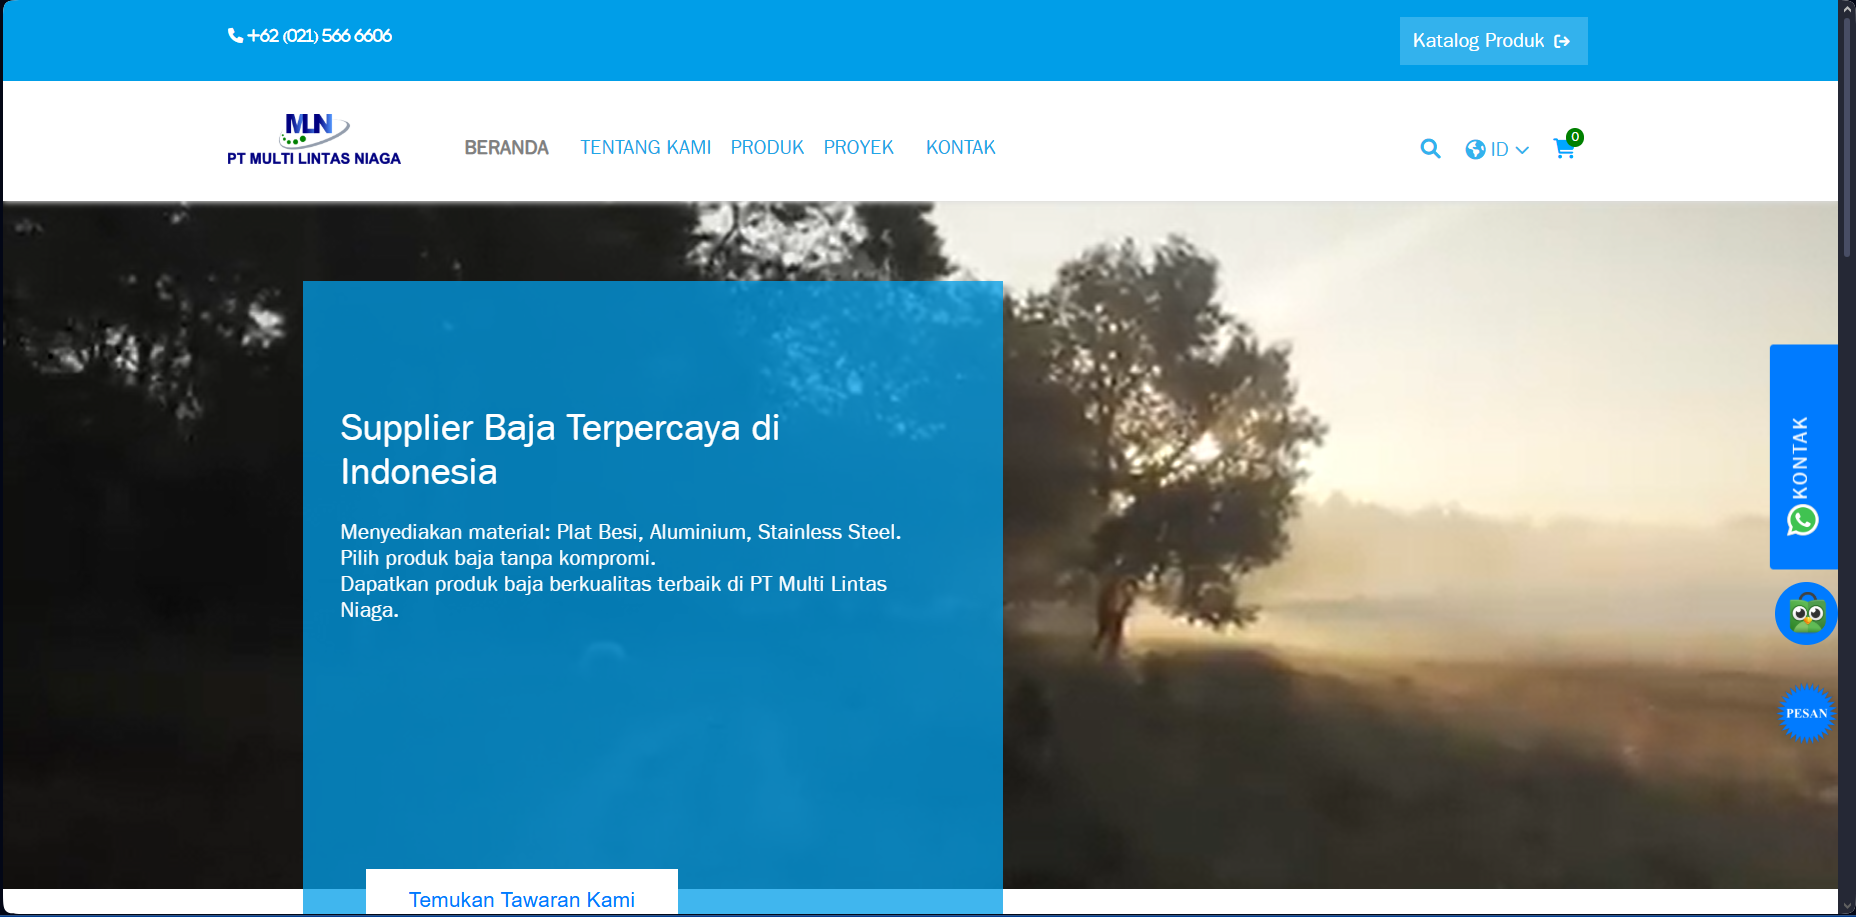 +62 (021) 566 6606
Katalog Produk
MLN
PT MULTI LINTAS NIAGA
BERANDA
TENTANG KAMI
PRODUK
PROYEK
KONTAK
ID
0
Supplier Baja Terpercaya di
Indonesia
Menyediakan material: Plat Besi, Aluminium, Stainless Steel.
Pilih produk baja tanpa kompromi.
Dapatkan produk baja berkualitas terbaik di PT Multi Lintas
Niaga.
KONTAK
PESAN
Temukan Tawaran Kami